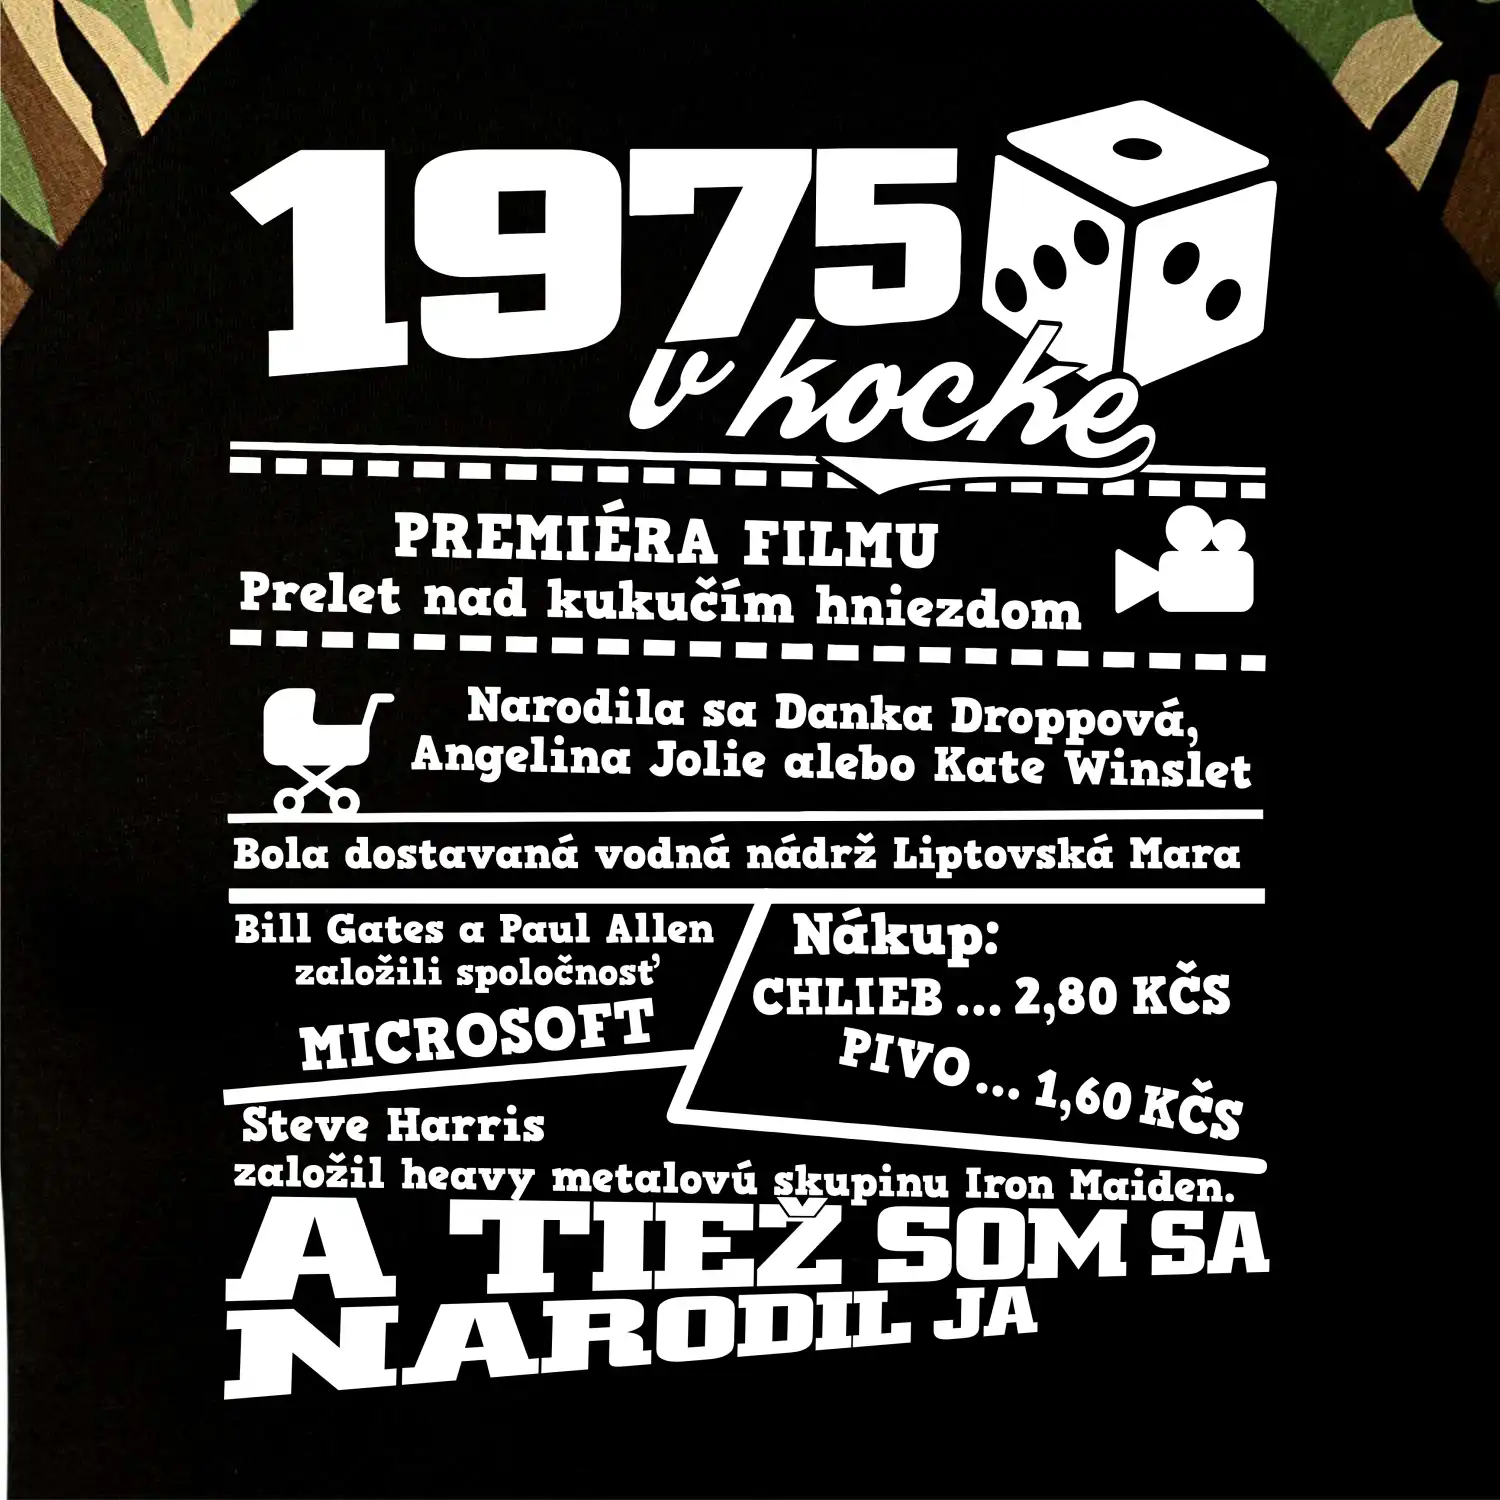 1975
v kocke
PREMIÉRA FILMU
Prelet nad kukučím hniezdom
Narodila sa Danka Droppová,
Angelina Jolie alebo Kate Winslet
Bola dostavaná vodná nádrž Liptovská Mara
Bill Gates a Paul Allen
založili spoločnosť
MICROSOFT
Nákup:
CHLIEB ... 2,80 KČS
PIVO ... 1,60 KČS
Steve Harris
založil heavy metalovú skupinu Iron Maiden.
A TIEŽ SOM SA
NARODIL JA